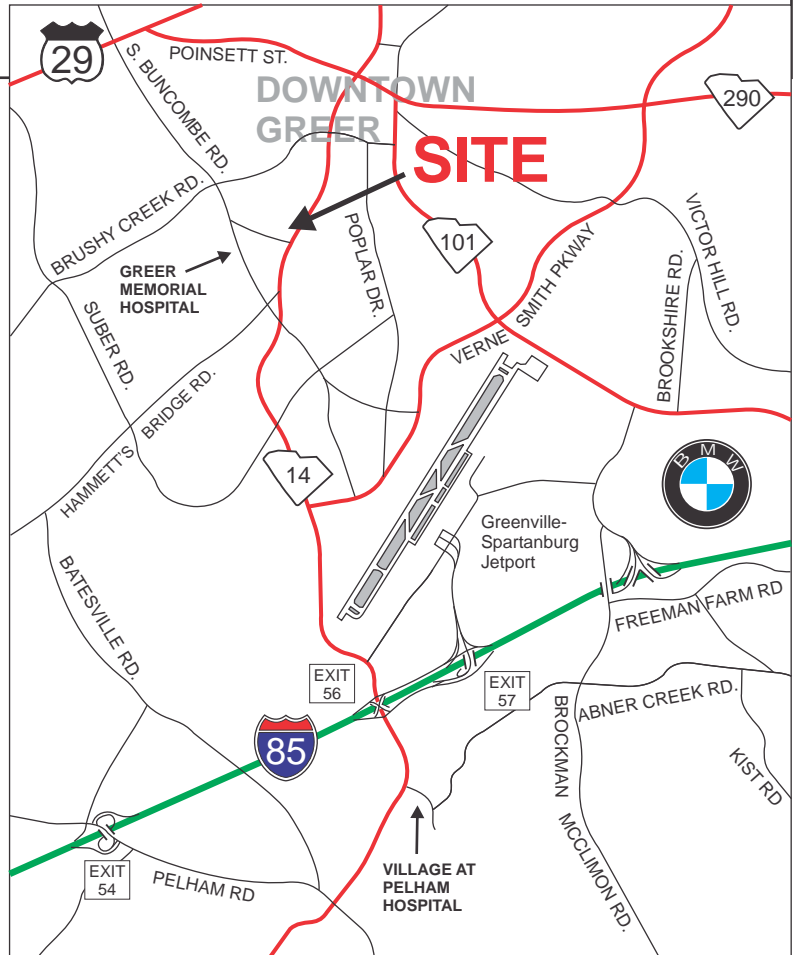 29
POINSETT ST.
S. BUNCOMBE RD.
DOWNTOWN
GREER
290
SITE
BRUSHY CREEK RD.
101
VICTOR HILL RD.
POPLAR DR.
GREER
MEMORIAL
HOSPITAL
SMITH PKWAY
VERNE
BROOKSHIRE RD.
SUBER RD.
HAMMETT'S BRIDGE RD.
14
BMW
Greenville-
Spartanburg
Jetport
BATESVILLE RD.
FREEMAN FARM RD
EXIT
56
EXIT
57
ABNER CREEK RD.
85
BROCKMAN MCCLIMON RD.
KIST RD
EXIT
54
PELHAM RD
VILLAGE AT
PELHAM
HOSPITAL